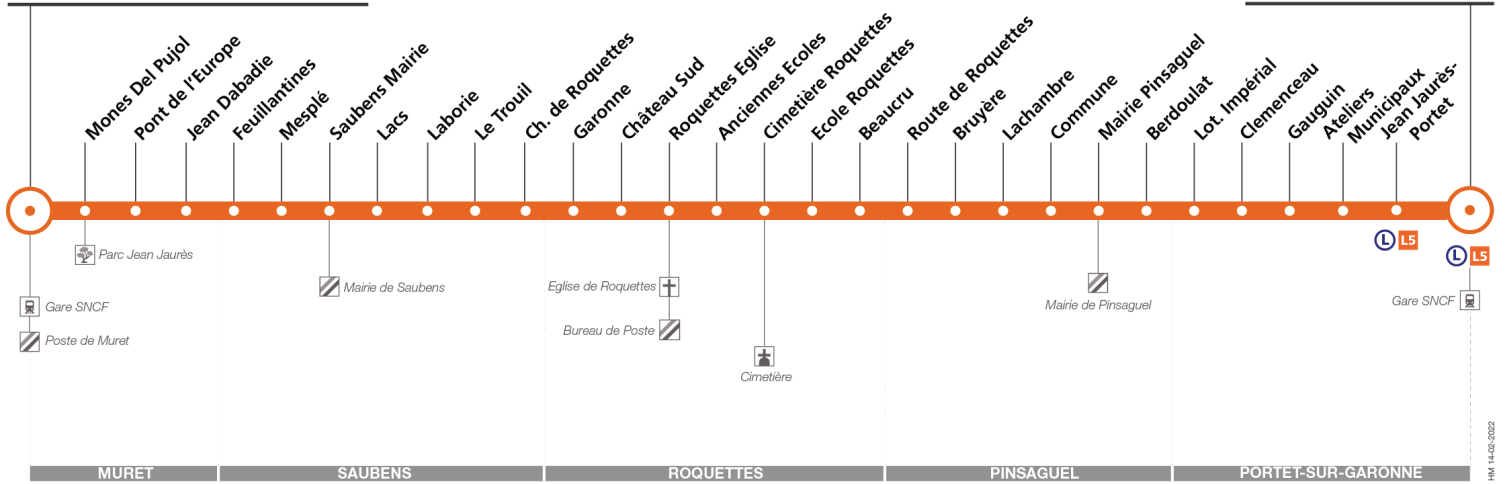 Mones Del Pujol
Pont de l'Europe
Jean Dabadie
Feuillantines
Mesplé
Saubens Mairie
Lacs
Laborie
Le Trouil
Ch. de Roquettes
Garonne
Château Sud
Roquettes Eglise
Anciennes Ecoles
Cimetière Roquettes
Ecole Roquettes
Beaucru
Route de Roquettes
Bruyère
Lachambre
Commune
Mairie Pinsaguel
Berdoulat
Lot. Impérial
Clemenceau
Gauguin
Ateliers
Municipaux
Jean Jaurès-
Portet
L L5
L L5
Parc Jean Jaurès
Gare SNCF
Poste de Muret
Mairie de Saubens
Eglise de Roquettes
Bureau de Poste
Cimetière
Mairie de Pinsaguel
Gare SNCF
MURET
SAUBENS
ROQUETTES
PINSAGUEL
PORTET-SUR-GARONNE
HM 14-02-2022